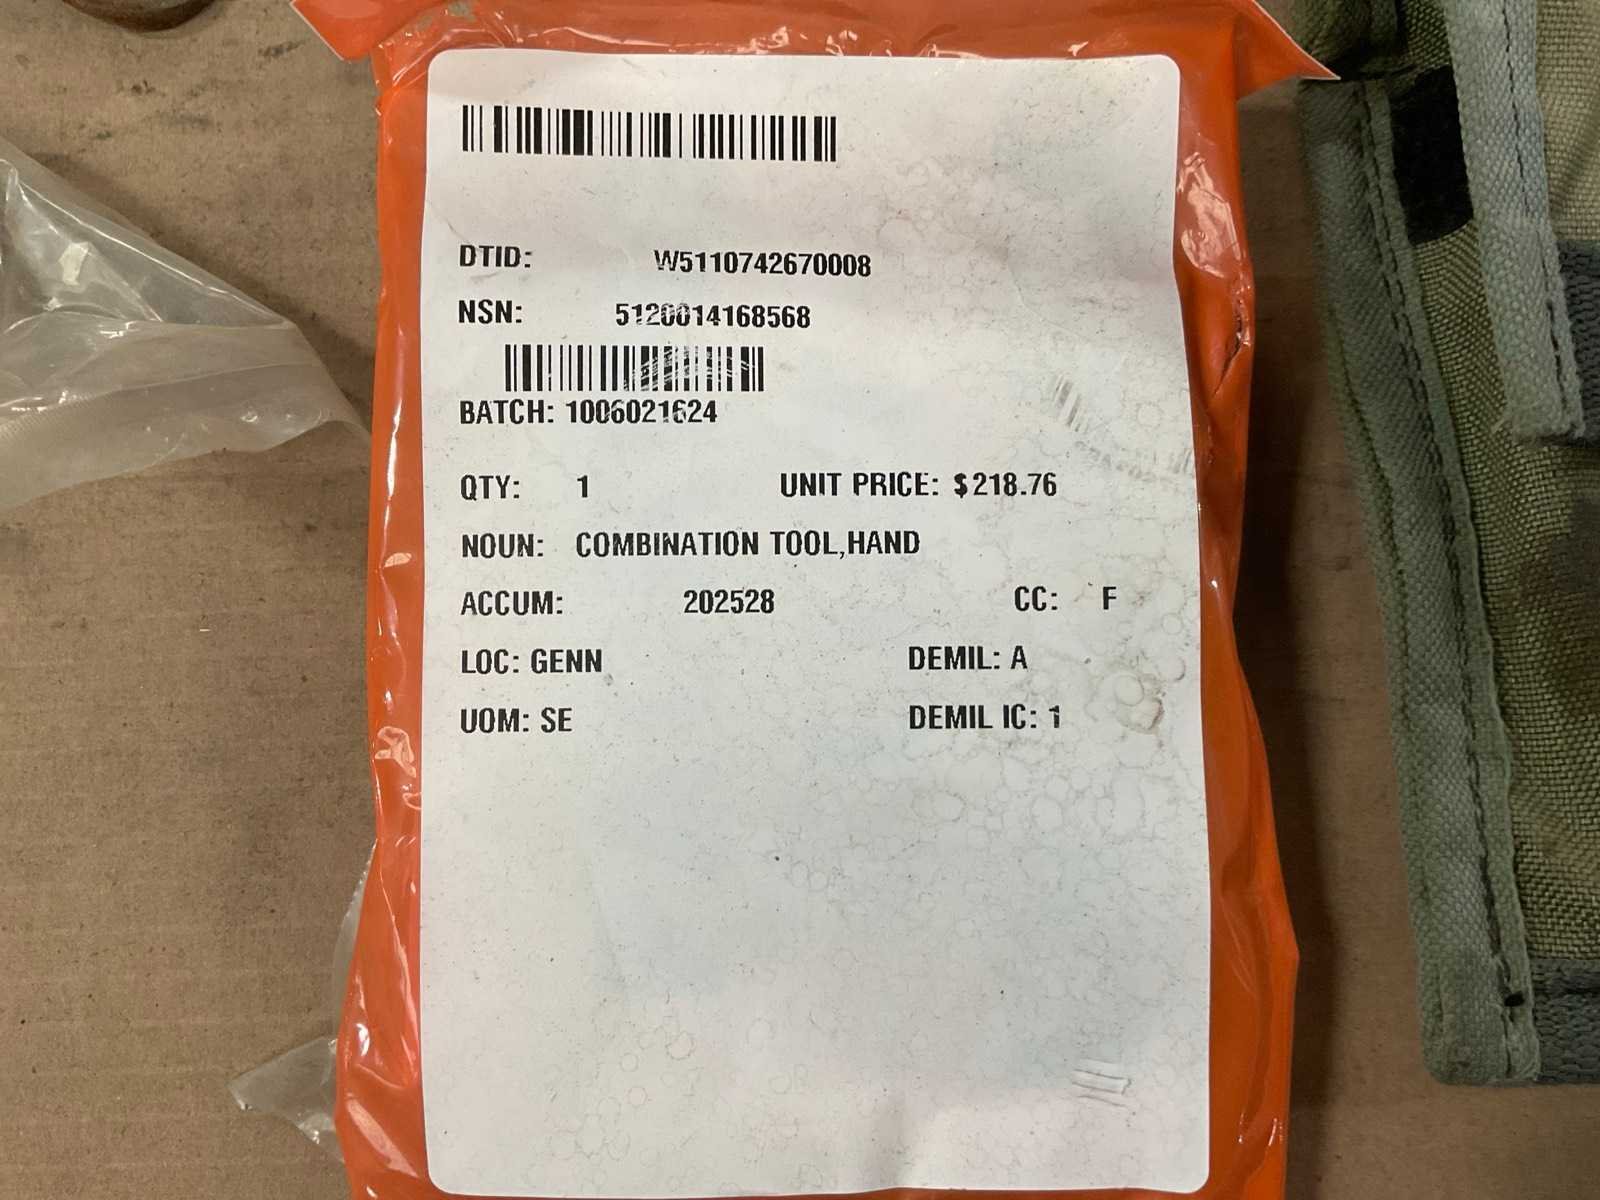 DTID: W5110742670008
NSN: 5120014168568
BATCH: 1006021624
QTY: 1 UNIT PRICE: $218.76
NOUN: COMBINATION TOOL,HAND
ACCUM: 202528 CC: F
LOC: GENN DEMIL: A
UOM: SE DEMIL IC: 1